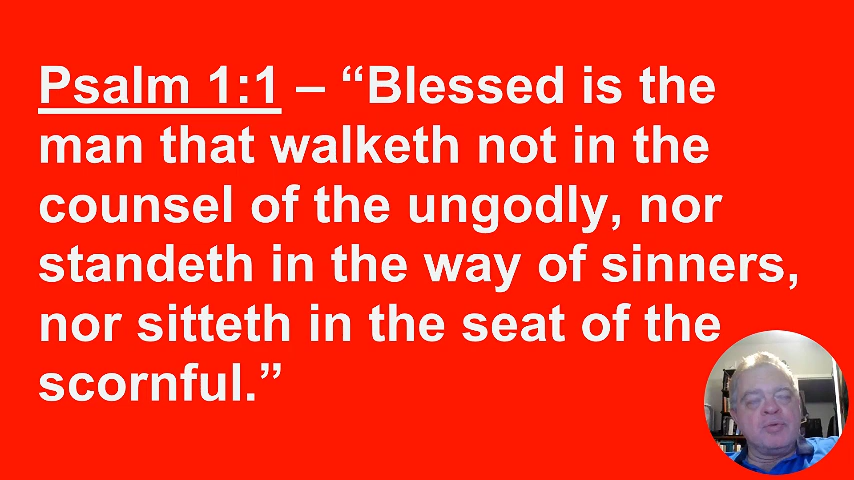 Psalm 1:1 – “Blessed is the
man that walketh not in the
counsel of the ungodly, nor
standeth in the way of sinners,
nor sitteth in the seat of the
scornful.”